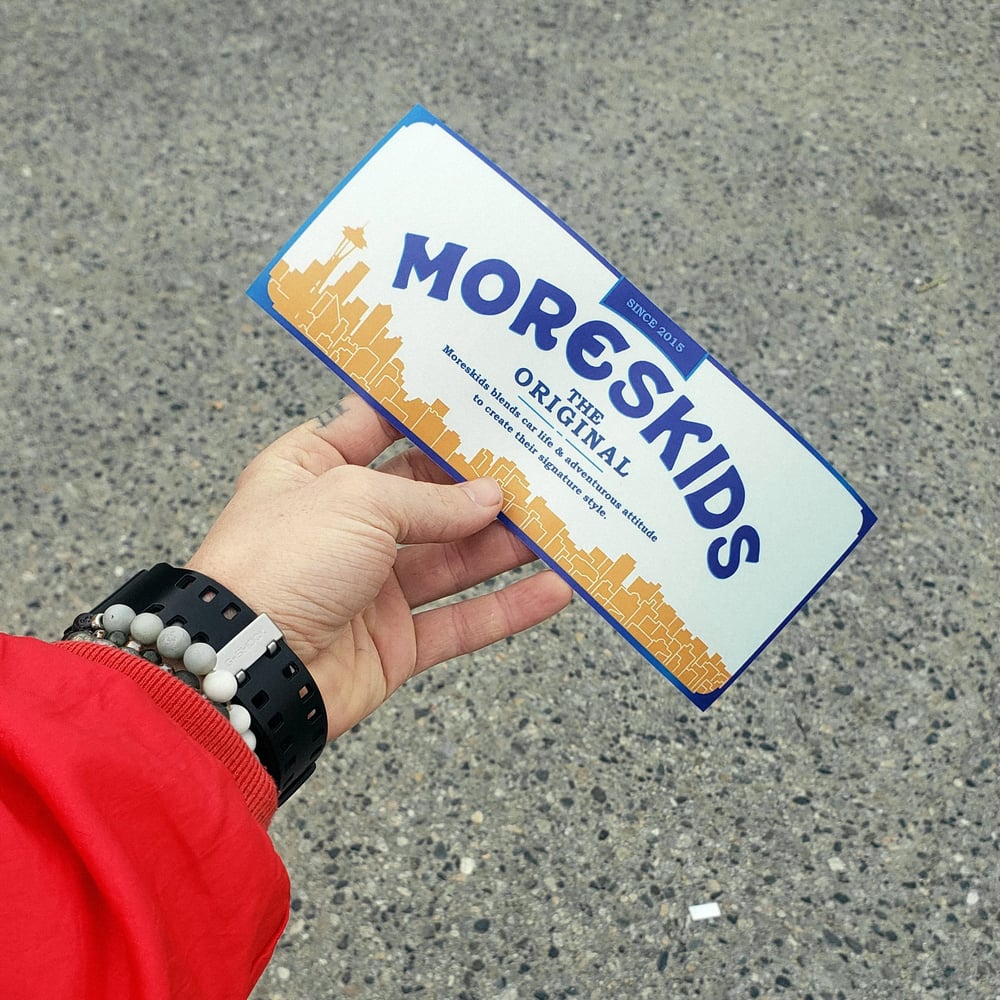 SINCE 2015
MORESKIDS
THE
ORIGINAL
Moreskids blends car life & adventurous attitude
to create their signature style.